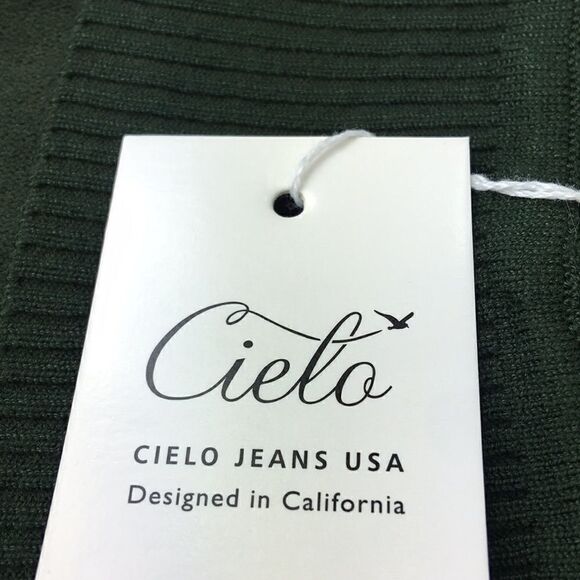 Cielo
CIELO JEANS USA
Designed in California